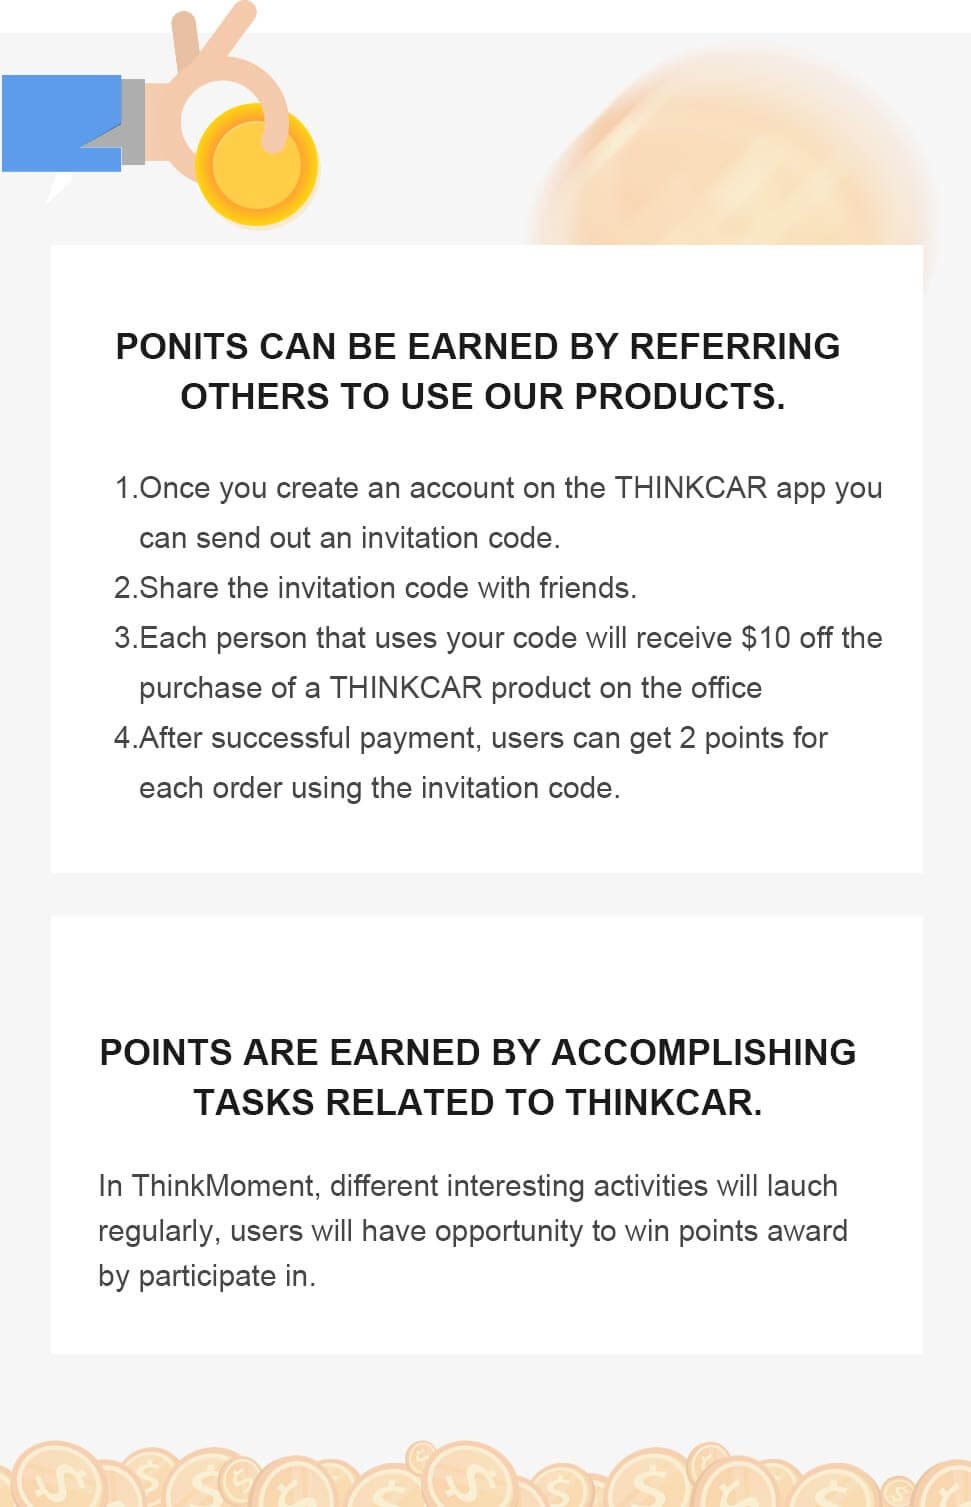 PONITS CAN BE EARNED BY REFERRING
OTHERS TO USE OUR PRODUCTS.
1.Once you create an account on the THINKCAR app you
can send out an invitation code.
2.Share the invitation code with friends.
3.Each person that uses your code will receive $10 off the
purchase of a THINKCAR product on the office
4.After successful payment, users can get 2 points for
each order using the invitation code.
POINTS ARE EARNED BY ACCOMPLISHING
TASKS RELATED TO THINKCAR.
In ThinkMoment, different interesting activities will lauch
regularly, users will have opportunity to win points award
by participate in.